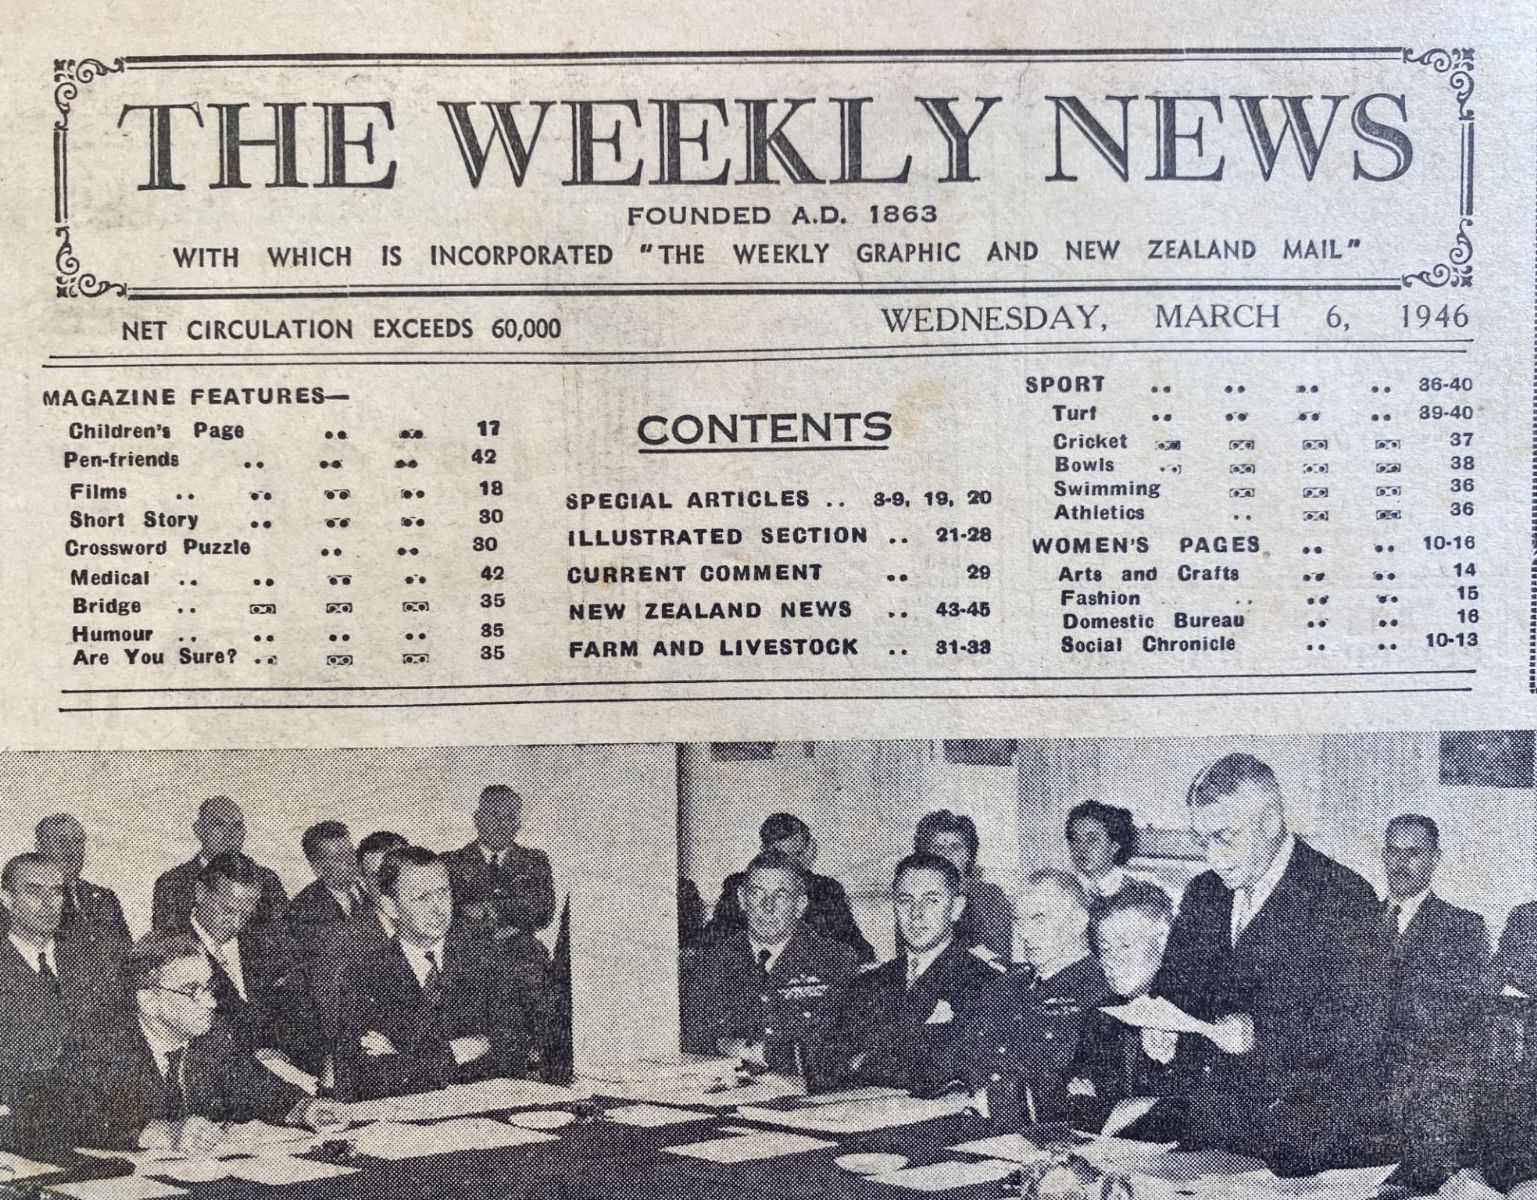 THE WEEKLY NEWS
FOUNDED A.D. 1863
WITH WHICH IS INCORPORATED "THE WEEKLY GRAPHIC AND NEW ZEALAND MAIL"
NET CIRCULATION EXCEEDS 60,000
WEDNESDAY, MARCH 6, 1946
MAGAZINE FEATURES—
Children's Page .. .. 17
Pen-friends .. .. .. 42
Films .. .. .. .. 18
Short Story .. .. .. 30
Crossword Puzzle .. .. 30
Medical .. .. .. .. 42
Bridge .. .. .. .. 35
Humour .. .. .. .. 35
Are You Sure? .. .. .. 35
CONTENTS
SPECIAL ARTICLES .. 8-9, 19, 20
ILLUSTRATED SECTION .. 21-28
CURRENT COMMENT .. 29
NEW ZEALAND NEWS .. 43-45
FARM AND LIVESTOCK .. 31-33
SPORT .. .. .. .. 36-40
Turf .. .. .. .. 39-40
Cricket .. .. .. .. 37
Bowls .. .. .. .. 38
Swimming .. .. .. 36
Athletics .. .. .. 36
WOMEN'S PAGES .. .. 10-16
Arts and Crafts .. .. 14
Fashion .. .. .. 15
Domestic Bureau .. .. 16
Social Chronicle .. .. 10-13